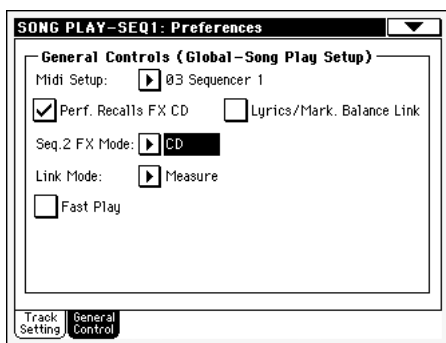 SONG PLAY-SEQ1: Preferences
General Controls (Global-Song Play Setup)
Midi Setup: 03 Sequencer 1
Perf. Recalls FX CD Lyrics/Mark. Balance Link
Seq.2 FX Mode: CD
Link Mode: Measure
Fast Play
Track Setting General Control